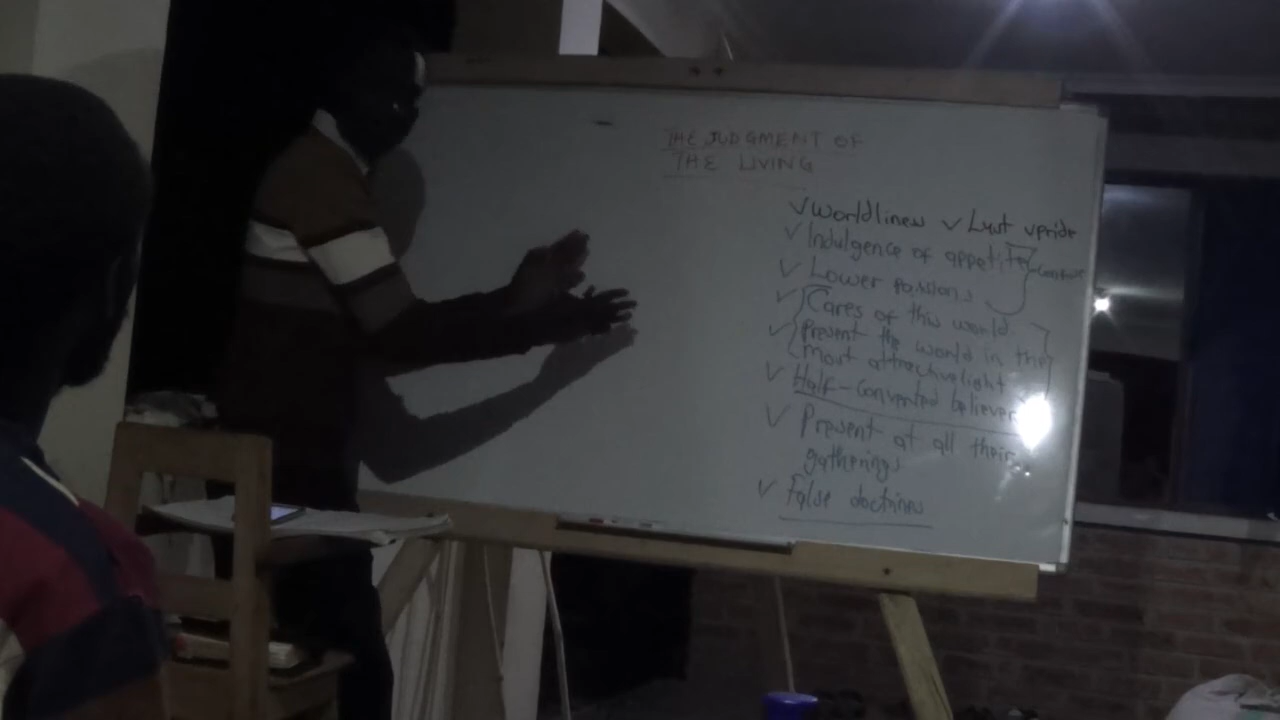 THE JUDGMENT OF
THE LIVING
✓ Worldliness ✓ Lust ✓ pride
✓ Indulgence of appetite
✓ Lower passions
✓ Cares of this world
✓ Present the world in the
most attractive light
✓ Half-converted believer
✓ Present at all their
gatherings
✓ False doctrines